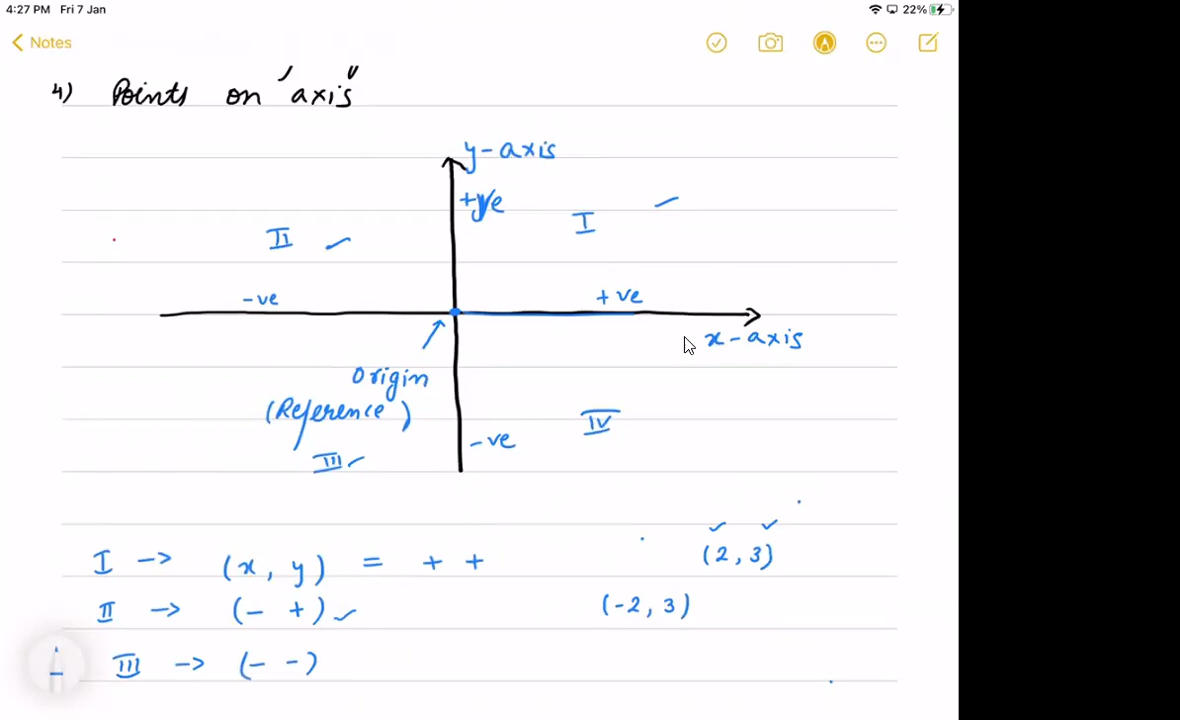 4:27 PM Fri 7 Jan
22%
Notes
4) Points on 'axis"
y-axis
+ve
I
II
-ve
+ve
x-axis
Origin
(Reference)
IV
-ve
III
I -> (x, y) = + +
(2, 3)
II -> (- +)
(-2, 3)
III -> (- -)